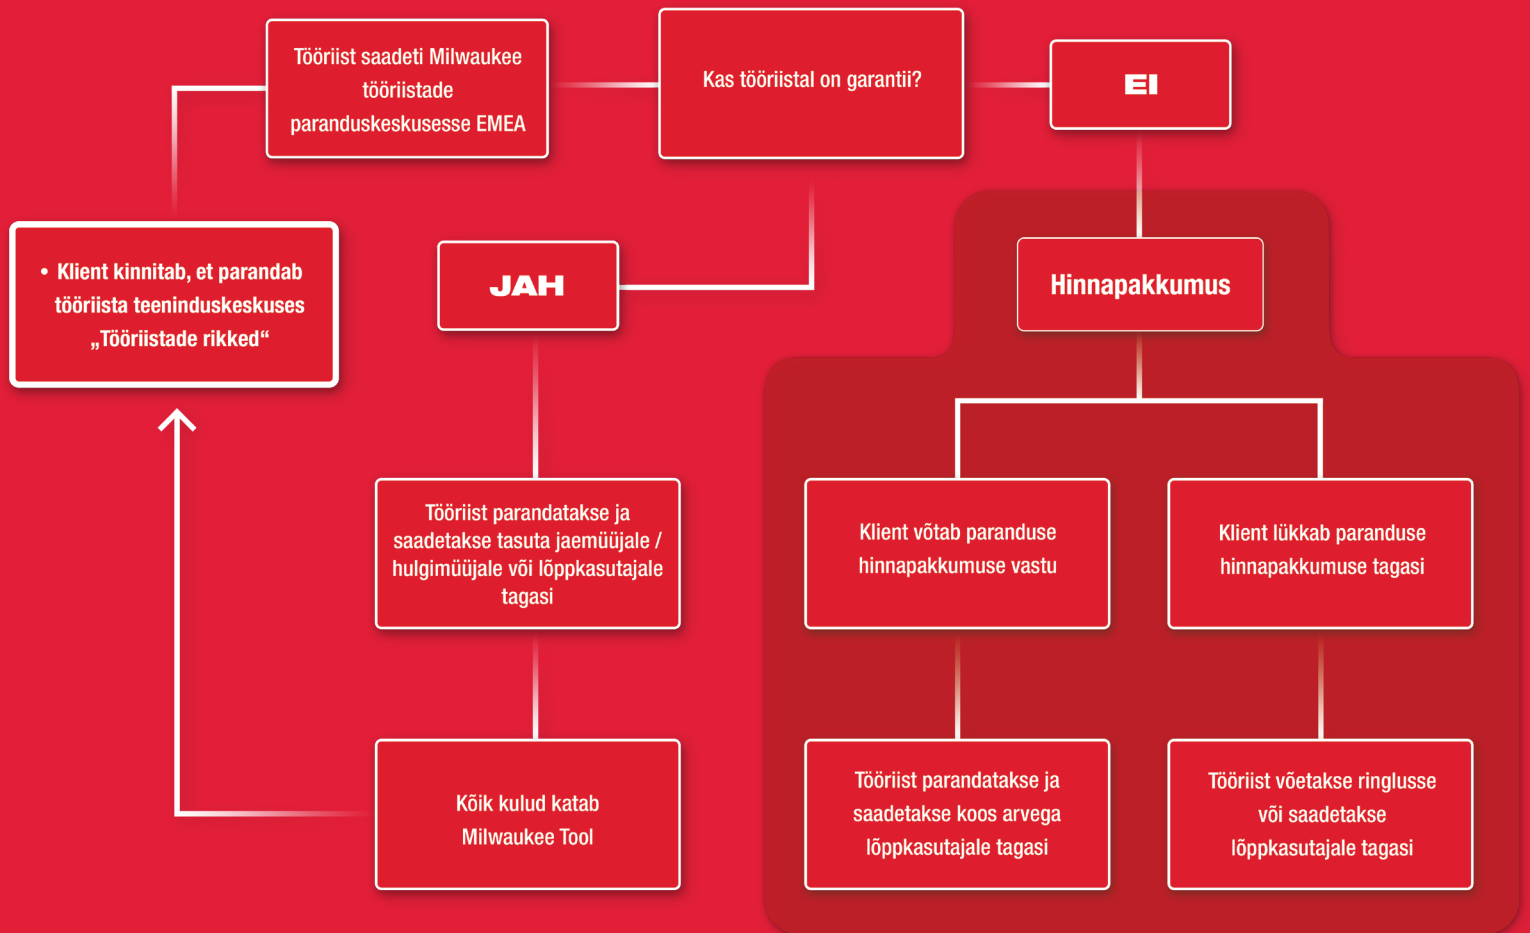 Tööriist saadeti Milwaukee
tööriistade
paranduskeskusesse EMEA
Kas tööriistal on garantii?
EI
• Klient kinnitab, et parandab
tööriista teeninduskeskuses
„Tööriistade rikked“
JAH
Hinnapakkumus
Tööriist parandatakse ja
saadetakse tasuta jaemüüjale /
hulgimüüjale või lõppkasutajale
tagasi
Klient võtab paranduse
hinnapakkumuse vastu
Klient lükkab paranduse
hinnapakkumuse tagasi
Kõik kulud katab
Milwaukee Tool
Tööriist parandatakse ja
saadetakse koos arvega
lõppkasutajale tagasi
Tööriist võetakse ringlusse
või saadetakse
lõppkasutajale tagasi